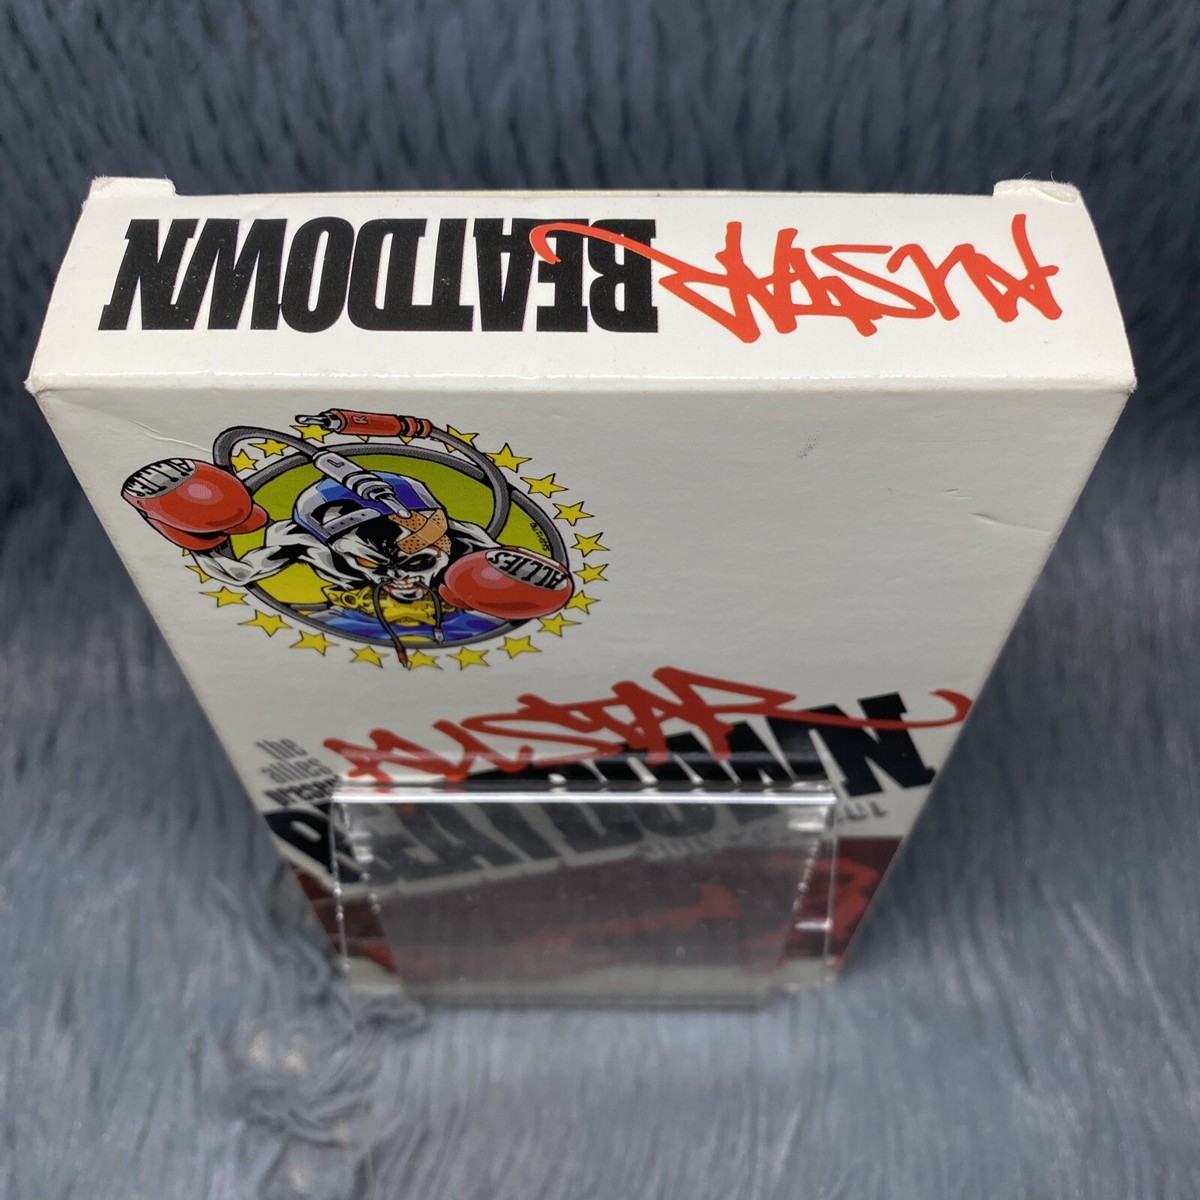 ALLSTAR
BEATDOWN
R
ALLIES
ALLIES
ALLSTAR
the
allies
BEATDOWN